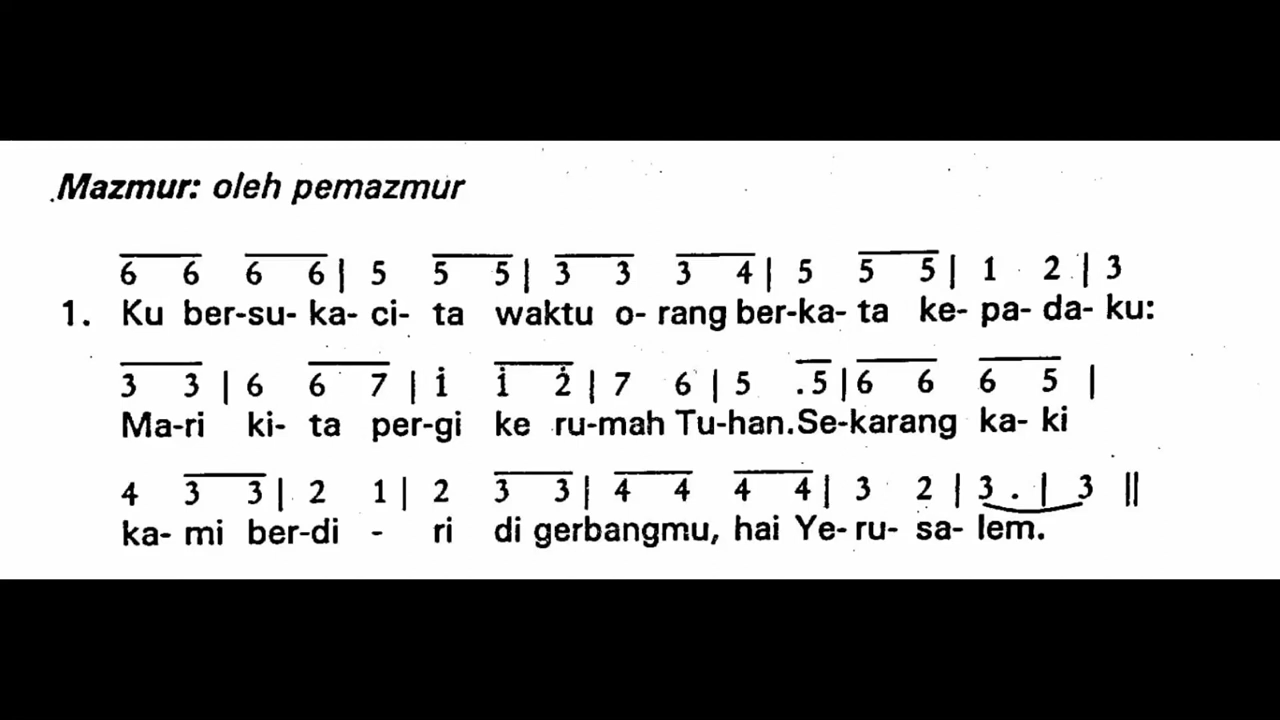 Mazmur: oleh pemazmur
6 6 6 6 | 5 5 5 | 3 3 3 4 | 5 5 5 | 1 2 | 3
1. Ku ber-su- ka- ci- ta waktu o- rang ber-ka- ta ke- pa- da- ku:
3 3 | 6 6 7 | i i 2̇ | 7 6 | 5 .5 | 6 6 6 5 |
Ma-ri ki- ta per-gi ke ru-mah Tu-han.Se-karang ka- ki
4 3 3 | 2 1 | 2 3 3 | 4 4 4 4 | 3 2 | 3 . | 3 ||
ka- mi ber-di - ri di gerbangmu, hai Ye- ru- sa- lem.